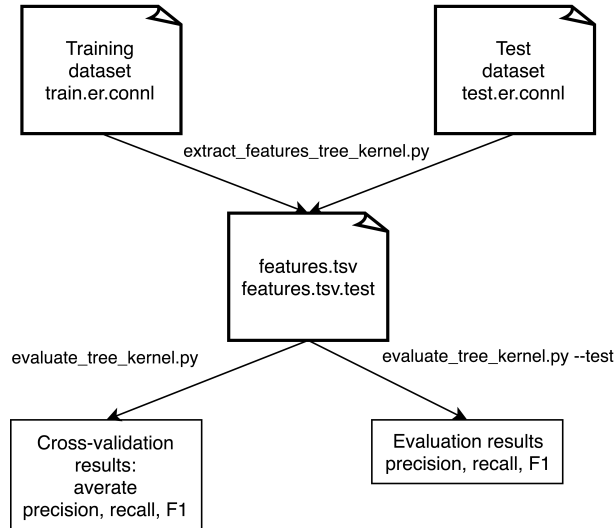 Training
dataset
train.er.connl
Test
dataset
test.er.connl
extract_features_tree_kernel.py
features.tsv
features.tsv.test
evaluate_tree_kernel.py
evaluate_tree_kernel.py --test
Cross-validation
results:
averate
precision, recall, F1
Evaluation results
precision, recall, F1